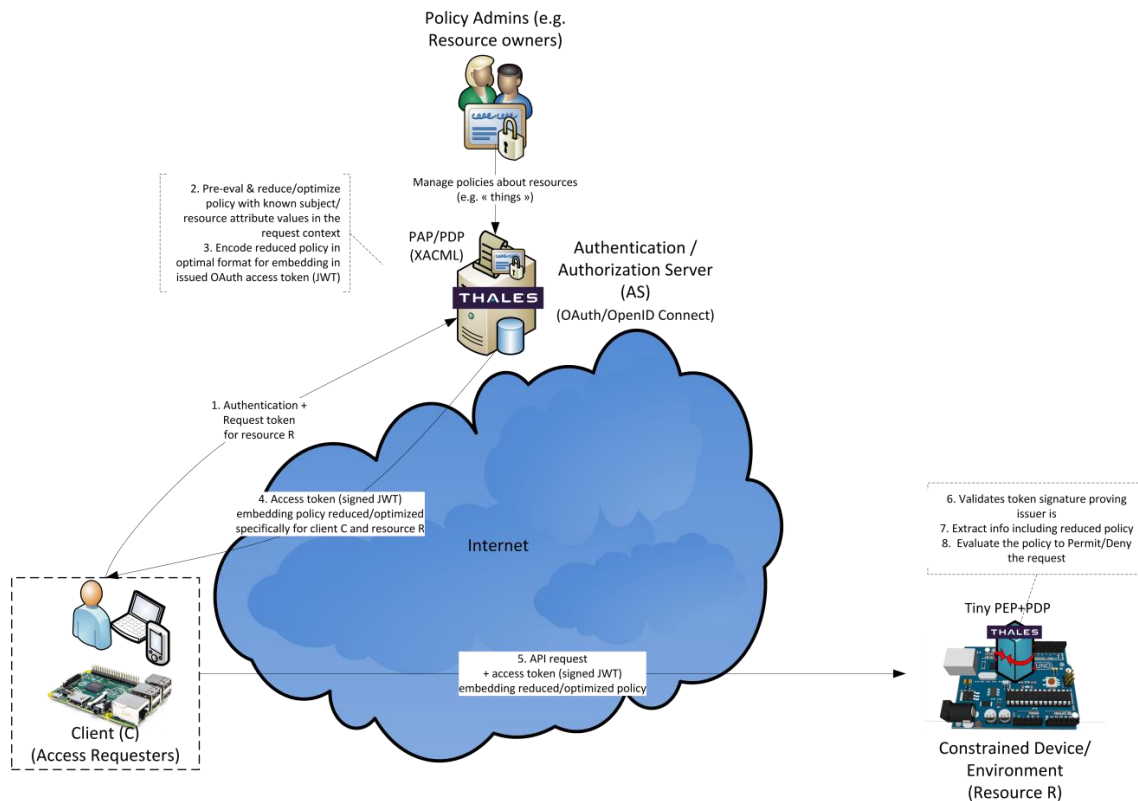 Policy Admins (e.g.
Resource owners)
Manage policies about resources
(e.g. « things »)
2. Pre-eval & reduce/optimize
policy with known subject/
resource attribute values in the
request context
3. Encode reduced policy in
optimal format for embedding in
issued OAuth access token (JWT)
PAP/PDP
(XACML)
THALES
Authentication /
Authorization Server
(AS)
(OAuth/OpenID Connect)
1. Authentication +
Request token
for resource R
4. Access token (signed JWT)
embedding policy reduced/optimized
specifically for client C and resource R
Internet
6. Validates token signature proving
issuer is
7. Extract info including reduced policy
8. Evaluate the policy to Permit/Deny
the request
Tiny PEP+PDP
THALES
UNO
5. API request
+ access token (signed JWT)
embedding reduced/optimized policy
Client (C)
(Access Requesters)
Constrained Device/
Environment
(Resource R)